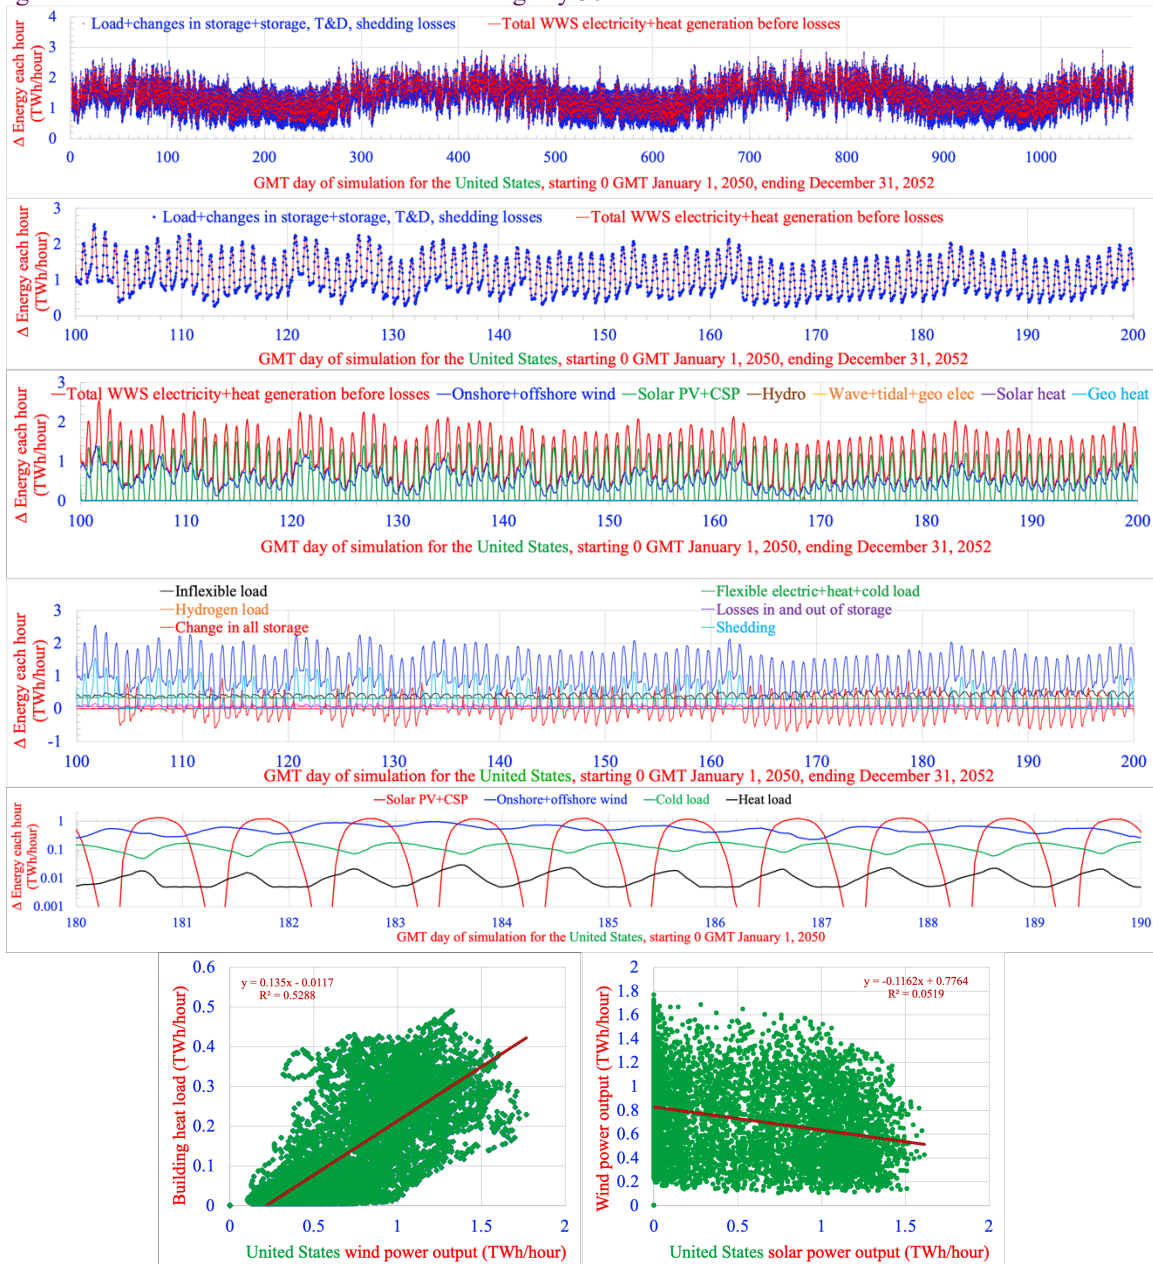 4
3
2
1
0
Δ Energy each hour
(TWh/hour)
Load+changes in storage+storage, T&D, shedding losses
Total WWS electricity+heat generation before losses
0 100 200 300 400 500 600 700 800 900 1000
GMT day of simulation for the United States, starting 0 GMT January 1, 2050, ending December 31, 2052
3
2
1
0
Δ Energy each hour
(TWh/hour)
Load+changes in storage+storage, T&D, shedding losses
Total WWS electricity+heat generation before losses
100 110 120 130 140 150 160 170 180 190 200
GMT day of simulation for the United States, starting 0 GMT January 1, 2050, ending December 31, 2052
3
2
1
0
Δ Energy each hour
(TWh/hour)
Total WWS electricity+heat generation before losses Onshore+offshore wind Solar PV+CSP Hydro Wave+tidal+geo elec Solar heat Geo heat
100 110 120 130 140 150 160 170 180 190 200
GMT day of simulation for the United States, starting 0 GMT January 1, 2050, ending December 31, 2052
Inflexible load Flexible electric+heat+cold load
Hydrogen load Losses in and out of storage
Change in all storage Shedding
3
2
1
0
-1
Δ Energy each hour
(TWh/hour)
100 110 120 130 140 150 160 170 180 190 200
GMT day of simulation for the United States, starting 0 GMT January 1, 2050, ending December 31, 2052
Solar PV+CSP Onshore+offshore wind Cold load Heat load
1
0.1
0.01
0.001
Δ Energy each hour
(TWh/hour)
180 181 182 183 184 185 186 187 188 189 190
GMT day of simulation for the United States, starting 0 GMT January 1, 2050
0.6
0.5
0.4
0.3
0.2
0.1
0
Building heat load (TWh/hour)
y = 0.135x - 0.0117
R² = 0.5288
0 0.5 1 1.5 2
United States wind power output (TWh/hour)
2
1.8
1.6
1.4
1.2
1
0.8
0.6
0.4
0.2
0
Wind power output (TWh/hour)
y = -0.1162x + 0.7764
R² = 0.0519
0 0.5 1 1.5 2
United States solar power output (TWh/hour)